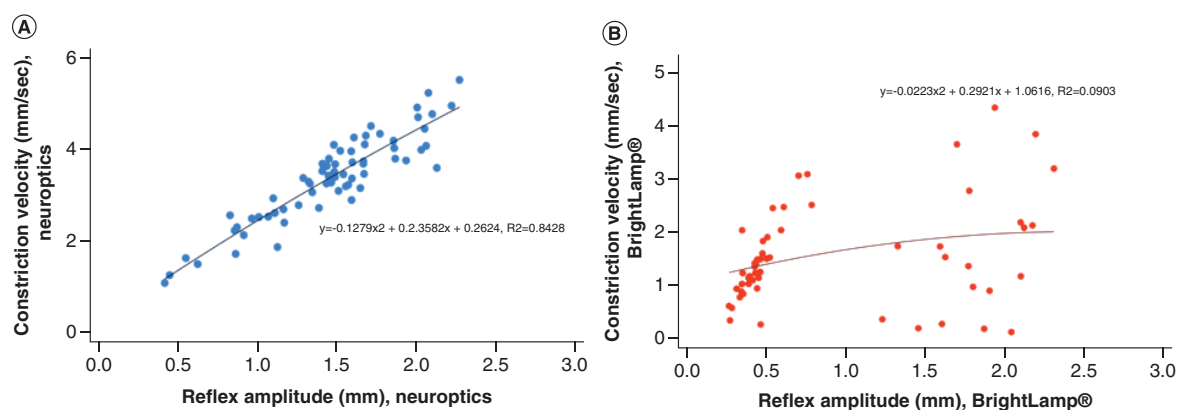 A
Constriction velocity (mm/sec),
neuroptics
6
4
2
0
y=-0.1279x2 + 0.2.3582x + 0.2624, R2=0.8428
0.0 0.5 1.0 1.5 2.0 2.5 3.0
Reflex amplitude (mm), neuroptics
B
Constriction velocity (mm/sec),
BrightLamp®
5
4
3
2
1
0
y=-0.0223x2 + 0.2921x + 1.0616, R2=0.0903
0.0 0.5 1.0 1.5 2.0 2.5 3.0
Reflex amplitude (mm), BrightLamp®